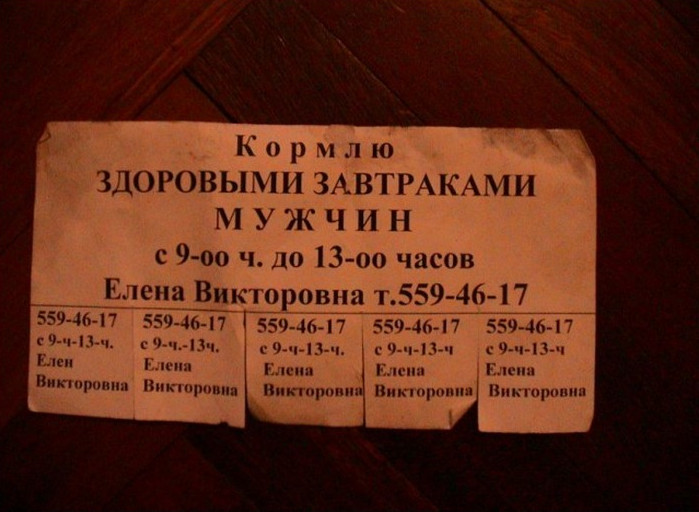 Кормлю
ЗДОРОВЫМИ ЗАВТРАКАМИ
МУЖЧИН
с 9-оо ч. до 13-оо часов
Елена Викторовна т.559-46-17
559-46-17
с 9-ч-13-ч.
Елен
Викторовна
559-46-17
с 9-ч.-13ч.
Елена
Викторовна
559-46-17
с 9-ч-13-ч.
Елена
Викторовна
559-46-17
с 9-ч-13-ч
Елена
Викторовна
559-46-17
с 9-ч-13-ч
Елена
Викторовна